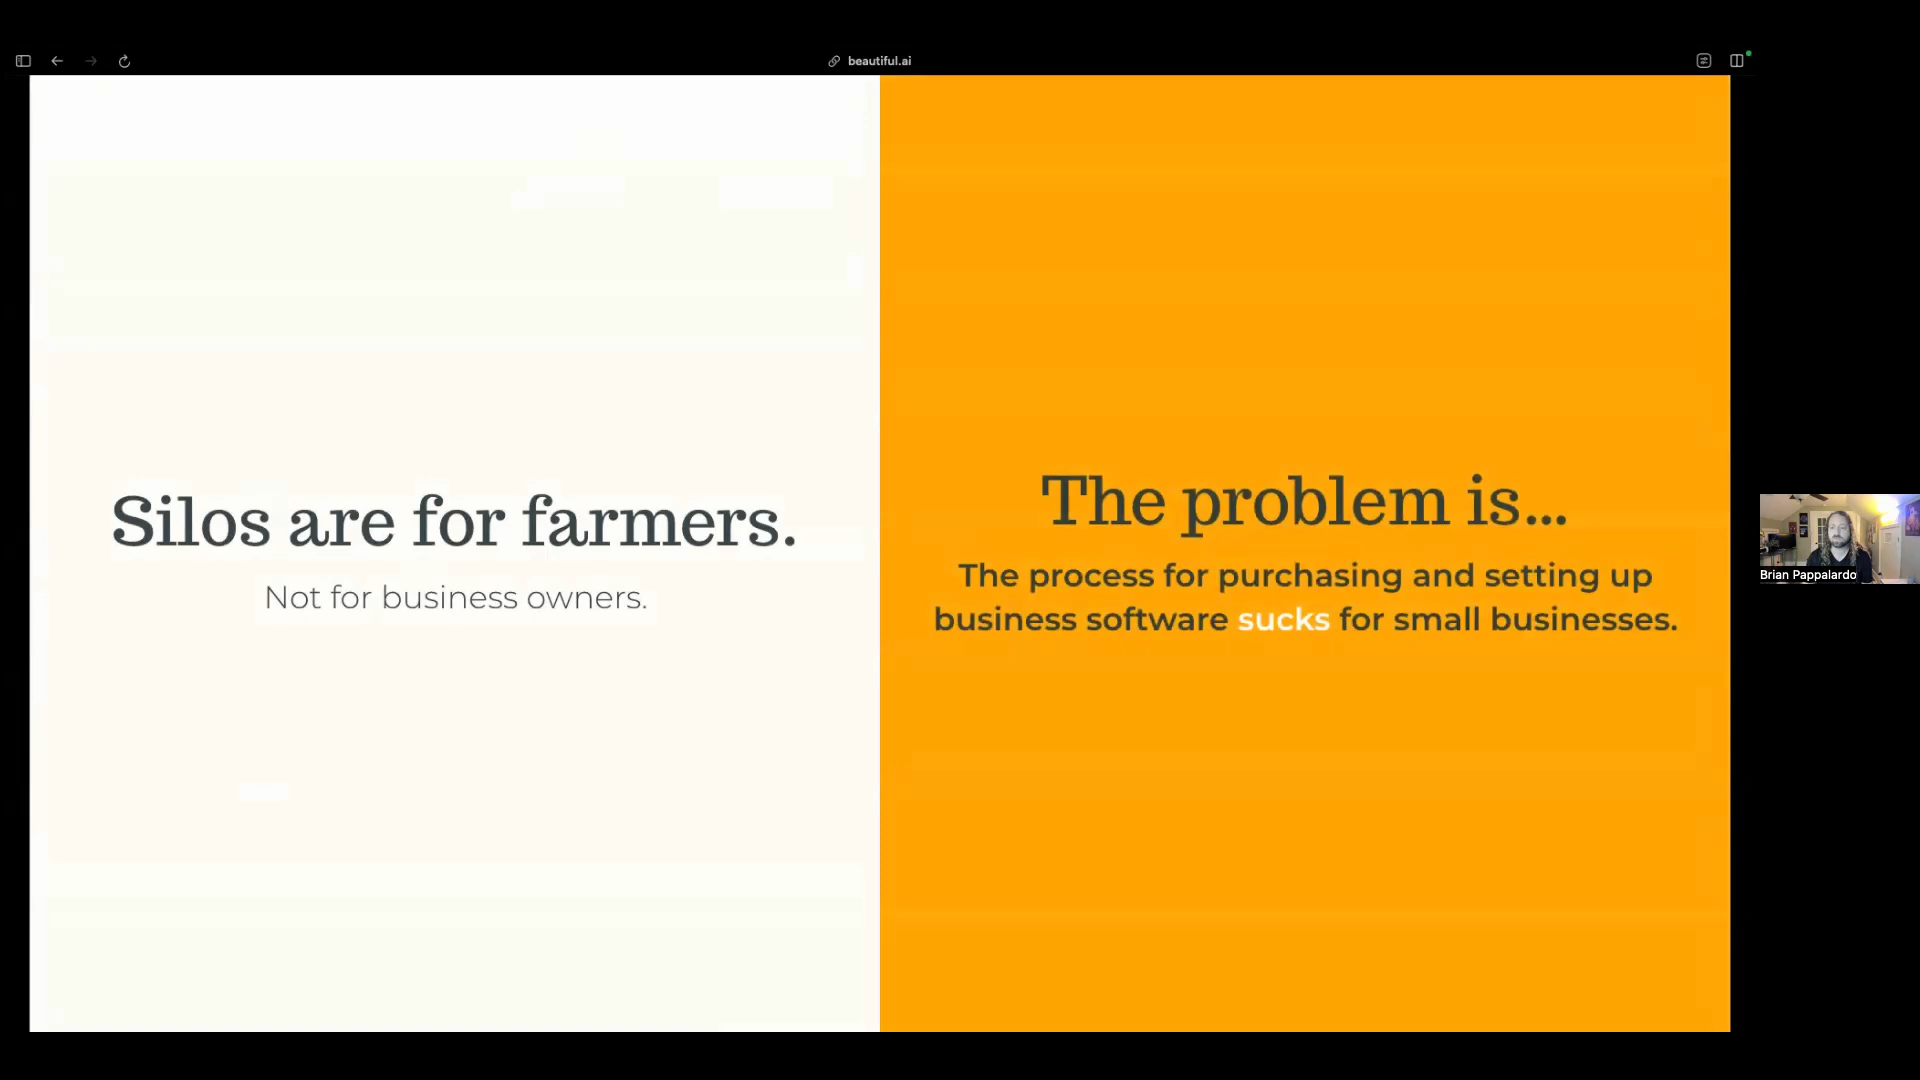 beautiful.ai
Silos are for farmers.
Not for business owners.
The problem is...
The process for purchasing and setting up
business software sucks for small businesses.
Brian Pappalardo